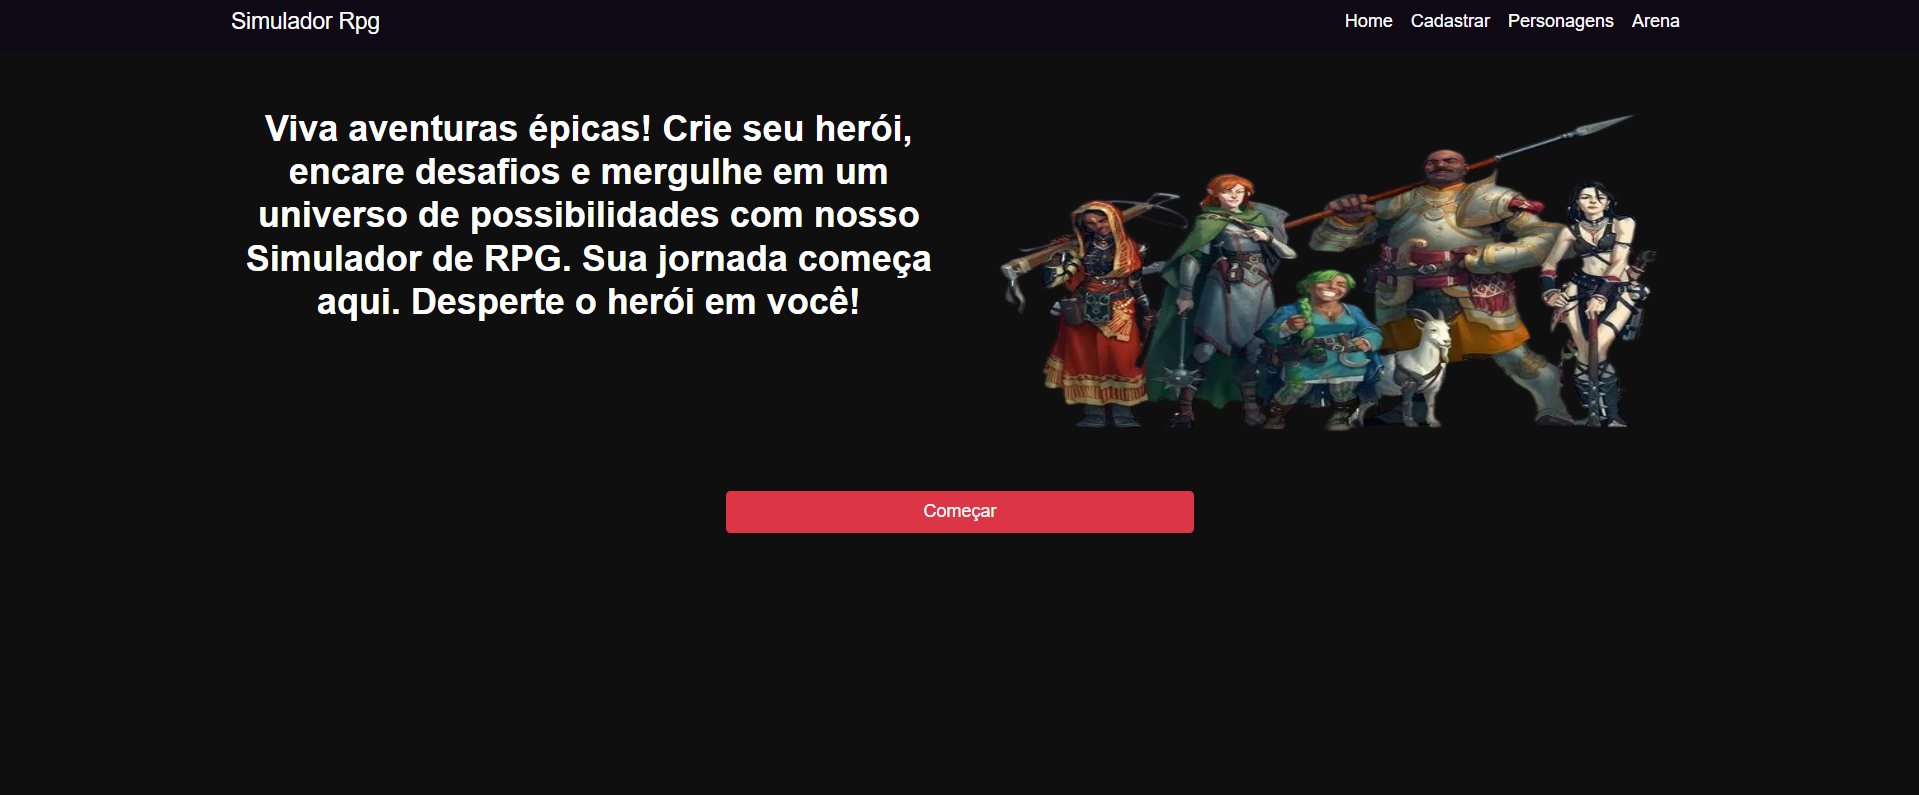 Simulador Rpg
Home Cadastrar Personagens Arena
Viva aventuras épicas! Crie seu herói,
encare desafios e mergulhe em um
universo de possibilidades com nosso
Simulador de RPG. Sua jornada começa
aqui. Desperte o herói em você!
Começar